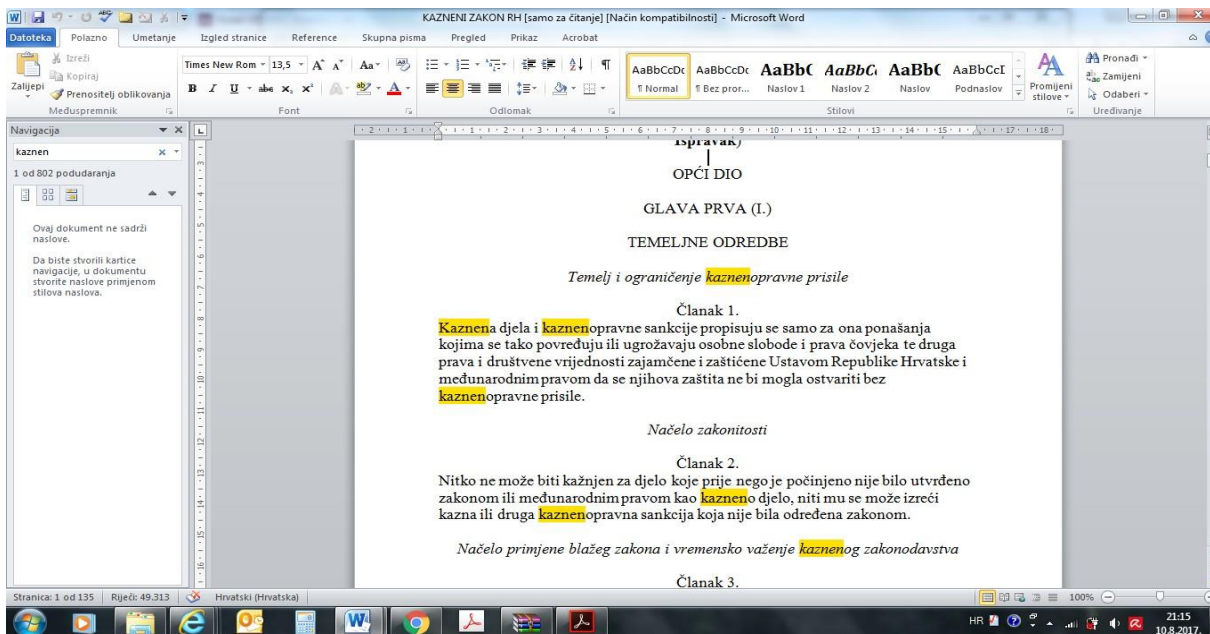 KAZNENI ZAKON RH [samo za čitanje] [Način kompatibilnosti] - Microsoft Word
Datoteka Polazno Umetanje Izgled stranice Reference Skupna pisma Pregled Prikaz Acrobat
Zalijepi
Izreži
Kopiraj
Prenositelj oblikovanja
Međuspremnik
Times New Rom 13,5
Font
Odlomak
AaBbCcDc AaBbCcDc AaBb( AaBbC AaBb( AaBbCcI
¶ Normal ¶ Bez pror... Naslov 1 Naslov 2 Naslov Podnaslov
Promijeni stilove
Stilovi
Pronađi
Zamijeni
Odaberi
Uređivanje
Navigacija
kaznen
1 od 802 podudaranja
Ovaj dokument ne sadrži
naslove.
Da biste stvorili kartice
navigacije, u dokumentu
stvorite naslove primjenom
stilova naslova.
Ispravak)
OPĆI DIO
GLAVA PRVA (I.)
TEMELJNE ODREDBE
Temelj i ograničenje kaznenopravne prisile
Članak 1.
Kaznena djela i kaznenopravne sankcije propisuju se samo za ona ponašanja
kojima se tako povređuju ili ugrožavaju osobne slobode i prava čovjeka te druga
prava i društvene vrijednosti zajamčene i zaštićene Ustavom Republike Hrvatske i
međunarodnim pravom da se njihova zaštita ne bi mogla ostvariti bez
kaznenopravne prisile.
Načelo zakonitosti
Članak 2.
Nitko ne može biti kažnjen za djelo koje prije nego je počinjeno nije bilo utvrđeno
zakonom ili međunarodnim pravom kao kazneno djelo, niti mu se može izreći
kazna ili druga kaznenopravna sankcija koja nije bila određena zakonom.
Načelo primjene blažeg zakona i vremensko važenje kaznenog zakonodavstva
Članak 3.
Stranica: 1 od 135 Riječi: 49.313 Hrvatski (Hrvatska) 100%
HR 21:15
10.8.2017.